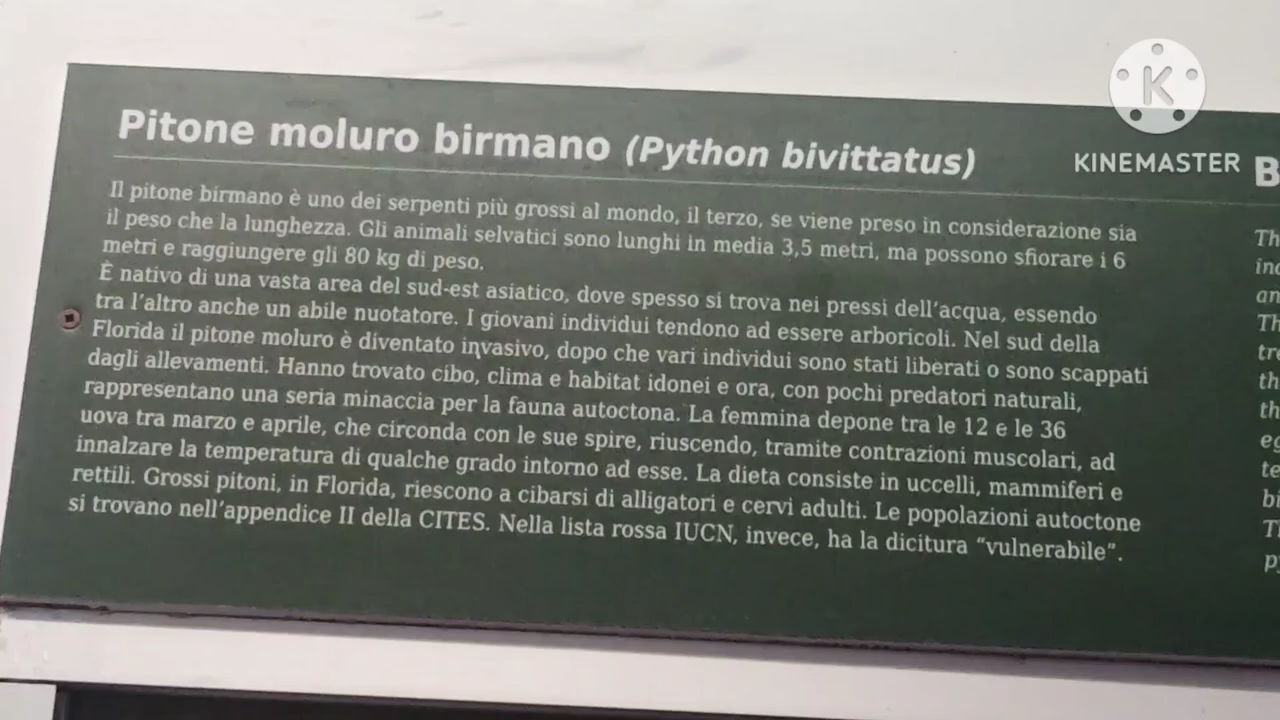 Pitone moluro birmano (Python bivittatus)
Il pitone birmano è uno dei serpenti più grossi al mondo, il terzo, se viene preso in considerazione sia
il peso che la lunghezza. Gli animali selvatici sono lunghi in media 3,5 metri, ma possono sfiorare i 6
metri e raggiungere gli 80 kg di peso.
È nativo di una vasta area del sud-est asiatico, dove spesso si trova nei pressi dell'acqua, essendo
tra l'altro anche un abile nuotatore. I giovani individui tendono ad essere arboricoli. Nel sud della
Florida il pitone moluro è diventato invasivo, dopo che vari individui sono stati liberati o sono scappati
dagli allevamenti. Hanno trovato cibo, clima e habitat idonei e ora, con pochi predatori naturali,
rappresentano una seria minaccia per la fauna autoctona. La femmina depone tra le 12 e le 36
uova tra marzo e aprile, che circonda con le sue spire, riuscendo, tramite contrazioni muscolari, ad
innalzare la temperatura di qualche grado intorno ad esse. La dieta consiste in uccelli, mammiferi e
rettili. Grossi pitoni, in Florida, riescono a cibarsi di alligatori e cervi adulti. Le popolazioni autoctone
si trovano nell'appendice II della CITES. Nella lista rossa IUCN, invece, ha la dicitura “vulnerabile”.
K
KINEMASTER